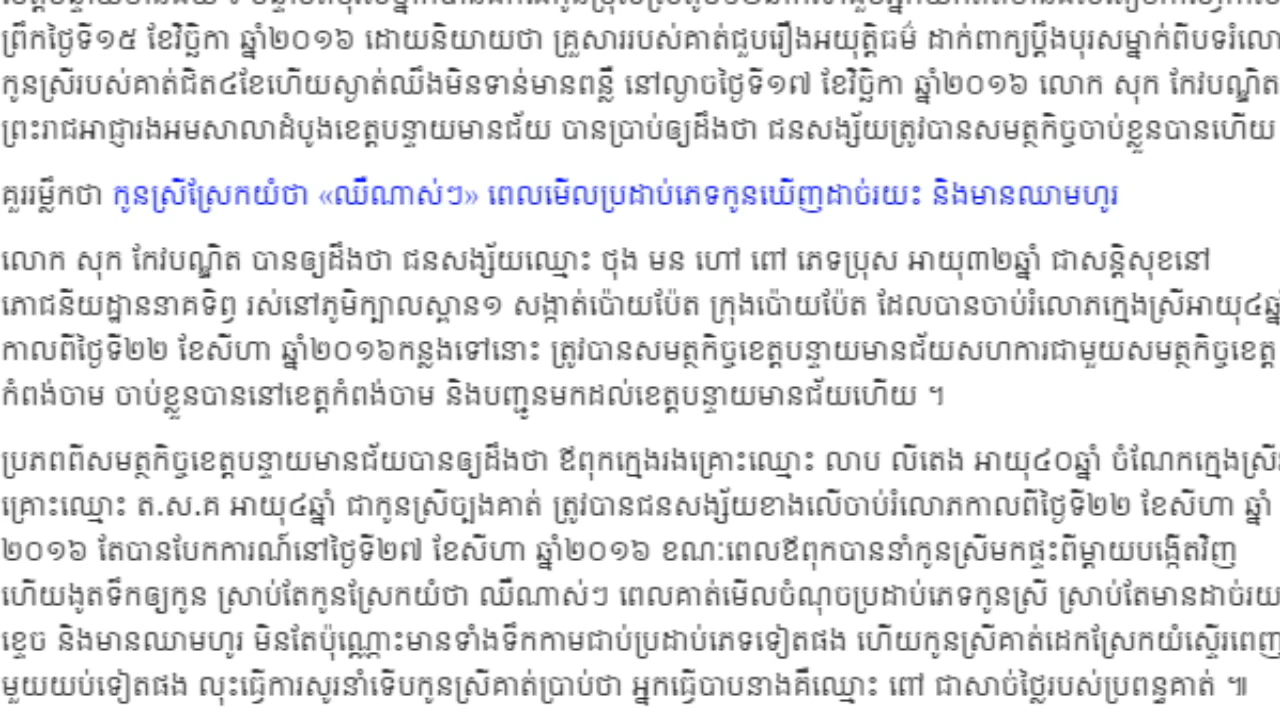 ព្រឹកថ្ងៃទី១៥ ខែវិច្ឆិកា ឆ្នាំ២០១៦ ដោយនិយាយថា គ្រួសាររបស់គាត់ជួបរឿងអយុត្តិធម៌ ដាក់ពាក្យប្តឹងបុរសម្នាក់ពីបទរំលោ
កូនស្រីរបស់គាត់ជិត៤ខែហើយស្ងាត់ឈឹងមិនទាន់មានពន្លឺ នៅល្ងាចថ្ងៃទី១៧ ខែវិច្ឆិកា ឆ្នាំ២០១៦ លោក សុក កែវបណ្ឌិត
ព្រះរាជអាជ្ញារងអមសាលាដំបូងខេត្តបន្ទាយមានជ័យ បានប្រាប់ឲ្យដឹងថា ជនសង្ស័យត្រូវបានសមត្ថកិច្ចចាប់ខ្លួនបានហើយ
គួររម្លឹកថា កូនស្រីស្រែកយំថា «ឈឺណាស់ៗ» ពេលមើលប្រដាប់ភេទកូនឃើញដាច់រយះ និងមានឈាមហូរ
លោក សុក កែវបណ្ឌិត បានឲ្យដឹងថា ជនសង្ស័យឈ្មោះ ថុង មន ហៅ ពៅ ភេទប្រុស អាយុ៣២ឆ្នាំ ជាសន្តិសុខនៅ
ភោជនីយដ្ឋាននាគទិព្វ រស់នៅភូមិក្បាលស្ពាន១ សង្កាត់ប៉ោយប៉ែត ក្រុងប៉ោយប៉ែត ដែលបានចាប់រំលោភក្មេងស្រីអាយុ៤ឆ្នាំ
កាលពីថ្ងៃទី២២ ខែសីហា ឆ្នាំ២០១៦កន្លងទៅនោះ ត្រូវបានសមត្ថកិច្ចខេត្តបន្ទាយមានជ័យសហការជាមួយសមត្ថកិច្ចខេត្ត
កំពង់ចាម ចាប់ខ្លួនបាននៅខេត្តកំពង់ចាម និងបញ្ជូនមកដល់ខេត្តបន្ទាយមានជ័យហើយ ។
ប្រភពពីសមត្ថកិច្ចខេត្តបន្ទាយមានជ័យបានឲ្យដឹងថា ឪពុកក្មេងរងគ្រោះឈ្មោះ លាប លីតេង អាយុ៤០ឆ្នាំ ចំណែកក្មេងស្រី
គ្រោះឈ្មោះ ត.ស.គ អាយុ៤ឆ្នាំ ជាកូនស្រីច្បងគាត់ ត្រូវបានជនសង្ស័យខាងលើចាប់រំលោភកាលពីថ្ងៃទី២២ ខែសីហា ឆ្នាំ
២០១៦ តែបានបែកការណ៍នៅថ្ងៃទី២៧ ខែសីហា ឆ្នាំ២០១៦ ខណៈពេលឪពុកបាននាំកូនស្រីមកផ្ទះពីម្តាយបង្កើតវិញ
ហើយងូតទឹកឲ្យកូន ស្រាប់តែកូនស្រែកយំថា ឈឺណាស់ៗ ពេលគាត់មើលចំណុចប្រដាប់ភេទកូនស្រី ស្រាប់តែមានដាច់រយ
ខ្ទេច និងមានឈាមហូរ មិនតែប៉ុណ្ណោះមានទាំងទឹកកាមជាប់ប្រដាប់ភេទទៀតផង ហើយកូនស្រីគាត់ដេកស្រែកយំស្ទើរពេញ
មួយយប់ទៀតផង លុះធ្វើការសួរនាំទើបកូនស្រីគាត់ប្រាប់ថា អ្នកធ្វើបាបនាងគឺឈ្មោះ ពៅ ជាសាច់ថ្លៃរបស់ប្រពន្ធគាត់ ៕